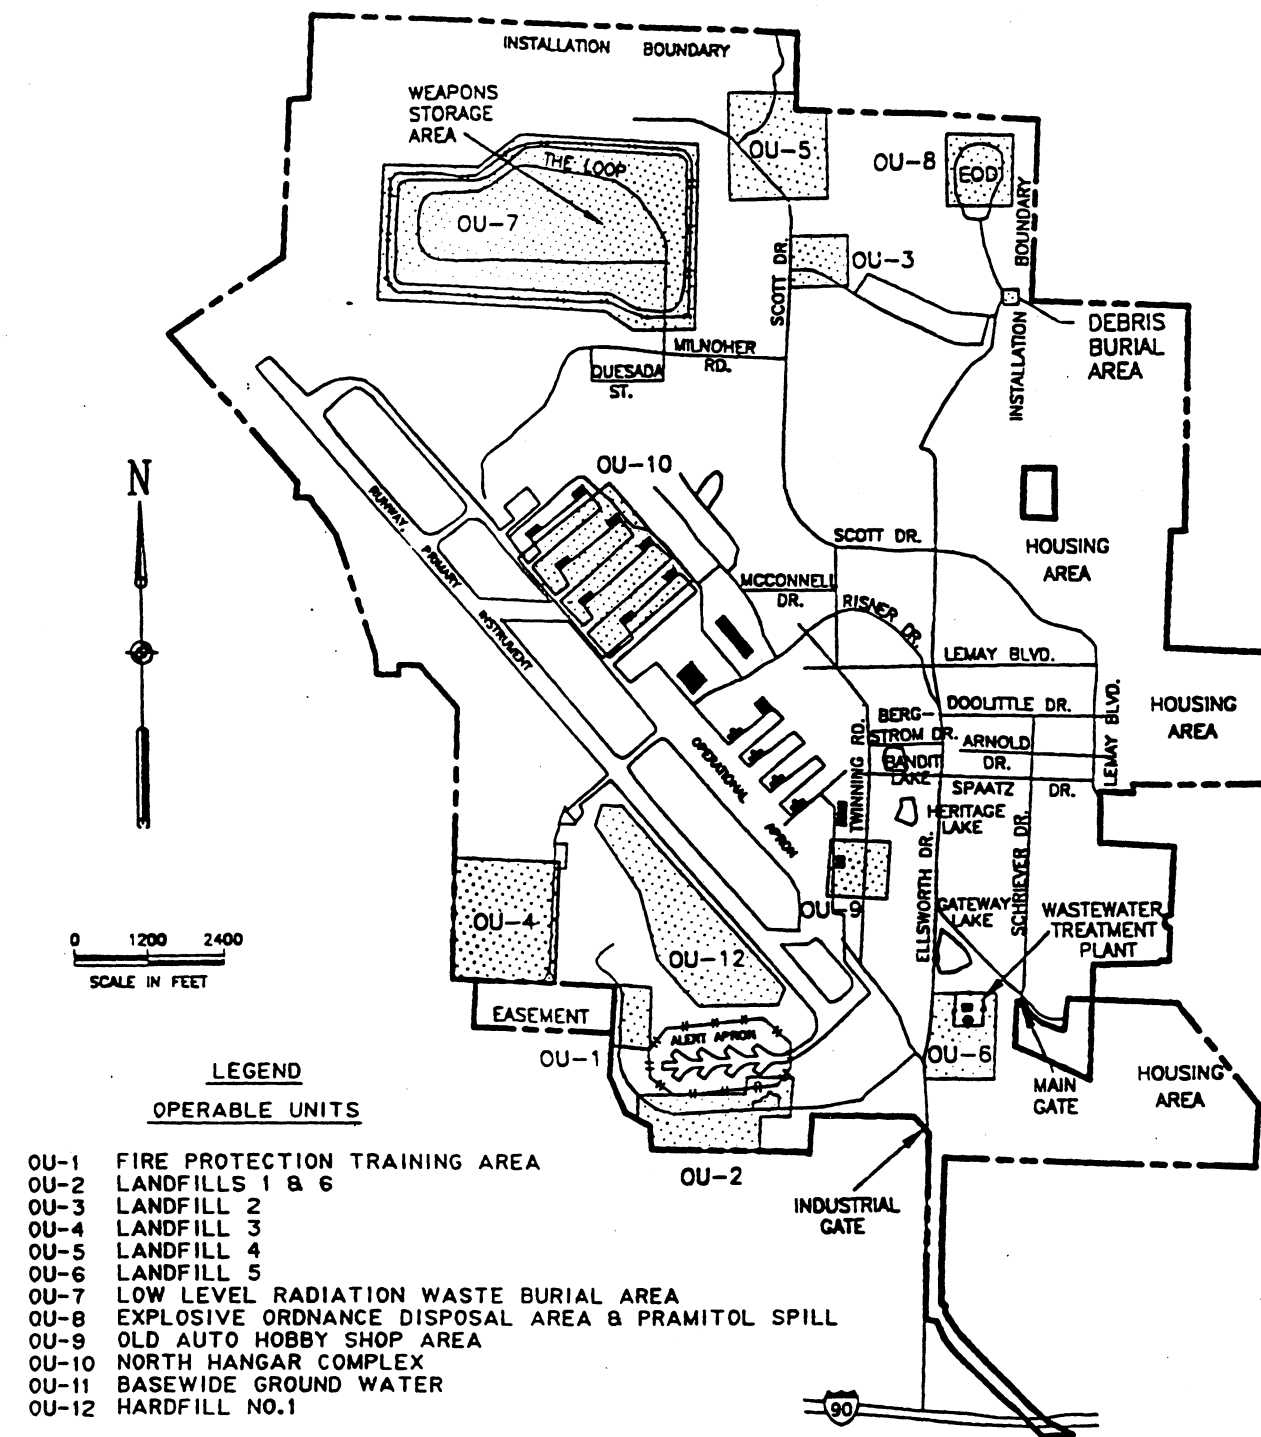 INSTALLATION BOUNDARY
WEAPONS
STORAGE
AREA
THE LOOP
OU-7
OU-5
OU-8
EOD
INSTALLATION BOUNDARY
SCOTT DR.
OU-3
DEBRIS
BURIAL
AREA
MILNOHER
RD.
QUESADA
ST.
N
OU-10
RUNWAY.
PRIMARY
INSTRUMENT
SCOTT DR.
HOUSING
AREA
MCCONNELL
DR.
RISNER DR.
LEMAY BLVD.
DOOLITTLE DR.
LEMAY BLVD.
HOUSING
AREA
BERG-
STROM DR.
ARNOLD
DR.
BANDIT
LAKE
SPAATZ DR.
TWINNING RD.
OPERATIONAL
APRON
HERITAGE
LAKE
ELLSWORTH DR.
SCHRIEVER DR.
OU-9
GATEWAY
LAKE
WASTEWATER
TREATMENT
PLANT
OU-4
OU-12
0 1200 2400
SCALE IN FEET
EASEMENT
ALERT APRON
OU-1
OU-6
MAIN
GATE
HOUSING
AREA
OU-2
INDUSTRIAL
GATE
LEGEND
OPERABLE UNITS
OU-1 FIRE PROTECTION TRAINING AREA
OU-2 LANDFILLS 1 & 6
OU-3 LANDFILL 2
OU-4 LANDFILL 3
OU-5 LANDFILL 4
OU-6 LANDFILL 5
OU-7 LOW LEVEL RADIATION WASTE BURIAL AREA
OU-8 EXPLOSIVE ORDNANCE DISPOSAL AREA & PRAMITOL SPILL
OU-9 OLD AUTO HOBBY SHOP AREA
OU-10 NORTH HANGAR COMPLEX
OU-11 BASEWIDE GROUND WATER
OU-12 HARDFILL NO.1
90